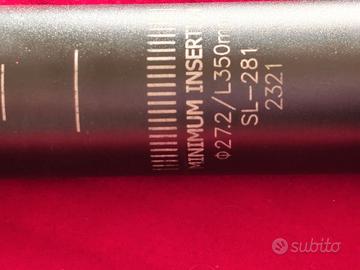 MINIMUM INSERT
Φ27.2/L350m
SL-281
2321
subito